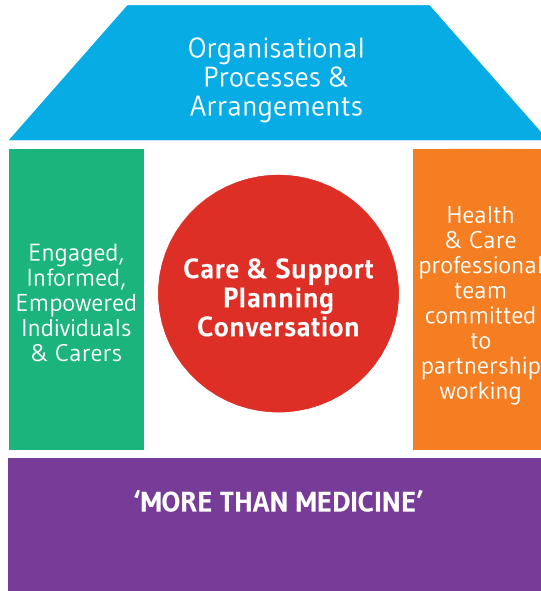 Organisational
Processes &
Arrangements
Engaged,
Informed,
Empowered
Individuals
& Carers
Care & Support
Planning
Conversation
Health
& Care
professional
team
committed
to
partnership
working
‘MORE THAN MEDICINE’